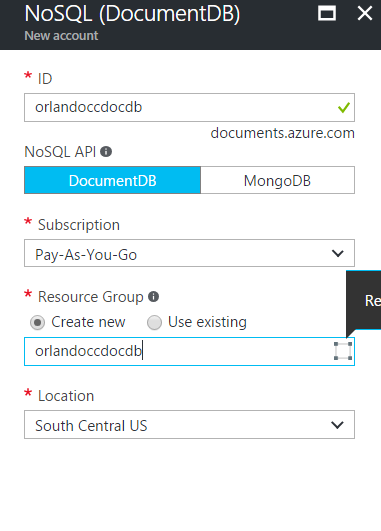 NoSQL (DocumentDB)
New account
* ID
orlandoccdocdb
documents.azure.com
NoSQL API
DocumentDB MongoDB
* Subscription
Pay-As-You-Go
* Resource Group
Re
Create new Use existing
orlandoccdocdb
* Location
South Central US